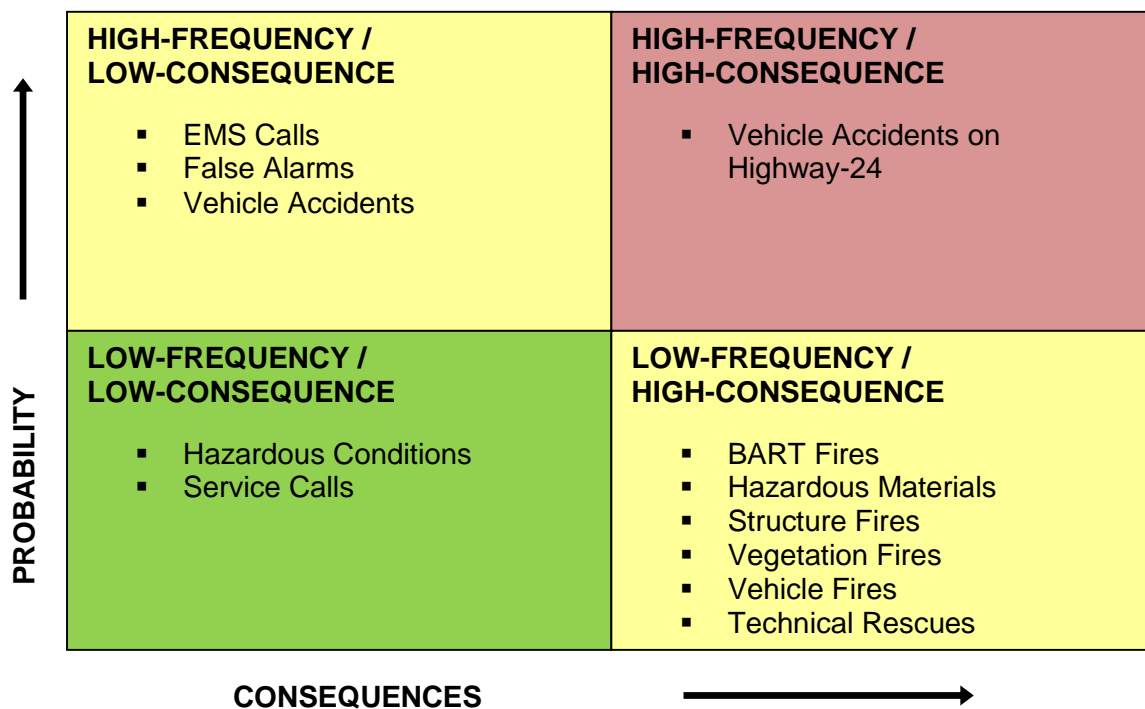 HIGH-FREQUENCY /
LOW-CONSEQUENCE
▪ EMS Calls
▪ False Alarms
▪ Vehicle Accidents
HIGH-FREQUENCY /
HIGH-CONSEQUENCE
▪ Vehicle Accidents on
Highway-24
PROBABILITY
LOW-FREQUENCY /
LOW-CONSEQUENCE
▪ Hazardous Conditions
▪ Service Calls
LOW-FREQUENCY /
HIGH-CONSEQUENCE
▪ BART Fires
▪ Hazardous Materials
▪ Structure Fires
▪ Vegetation Fires
▪ Vehicle Fires
▪ Technical Rescues
CONSEQUENCES